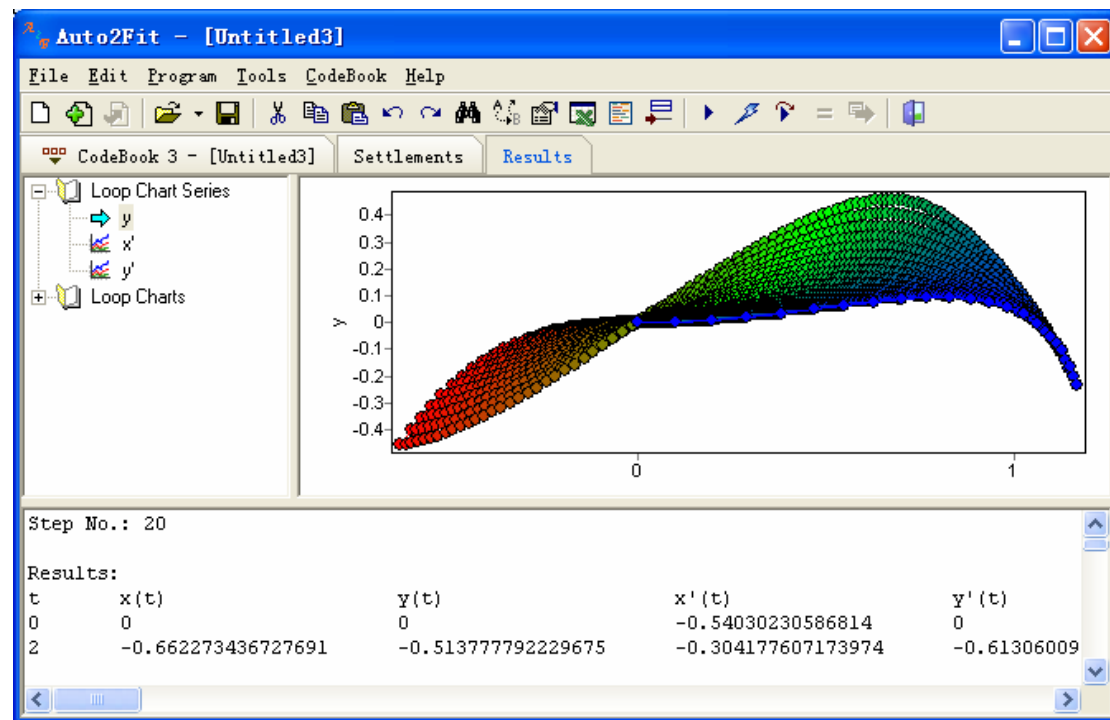 Auto2Fit - [Untitled3]
File Edit Program Tools CodeBook Help
CodeBook 3 - [Untitled3] Settlements Results
Loop Chart Series
y
x'
y'
Loop Charts
0.4
0.3
0.2
0.1
0
-0.1
-0.2
-0.3
-0.4
y
0 1
Step No.: 20
Results:
t x(t) y(t) x'(t) y'(t)
0 0 0 -0.54030230586814 0
2 -0.662273436727691 -0.513777792229675 -0.304177607173974 -0.61306009